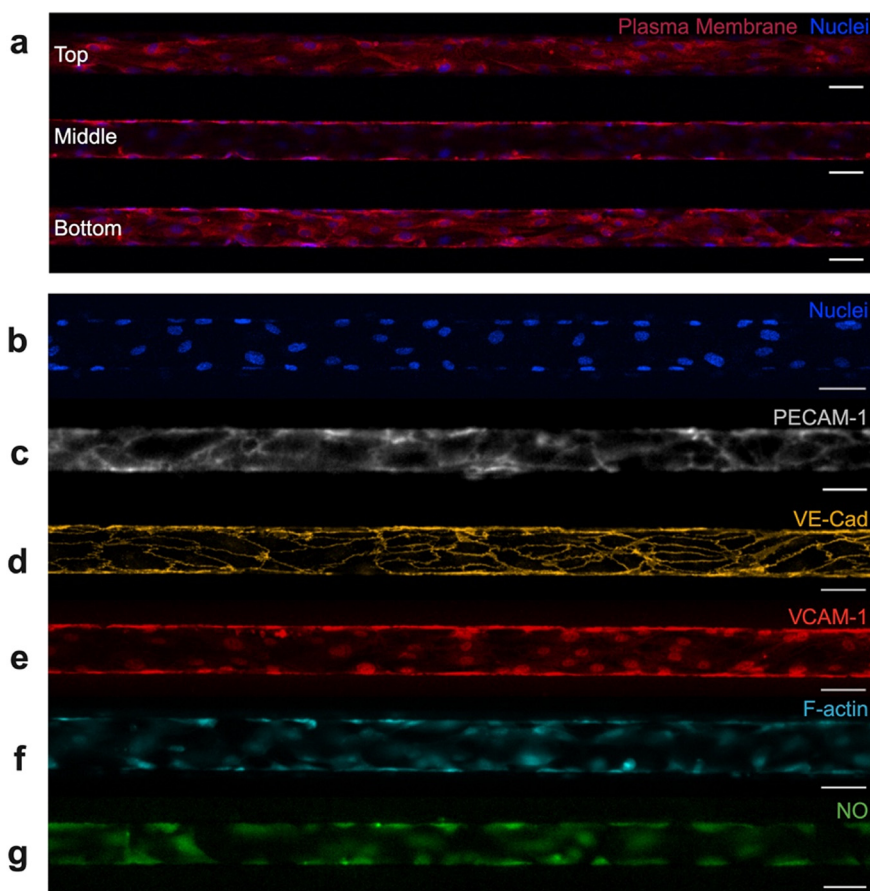 a
Plasma Membrane Nuclei
Top
Middle
Bottom
b
Nuclei
c
PECAM-1
d
VE-Cad
e
VCAM-1
f
F-actin
g
NO